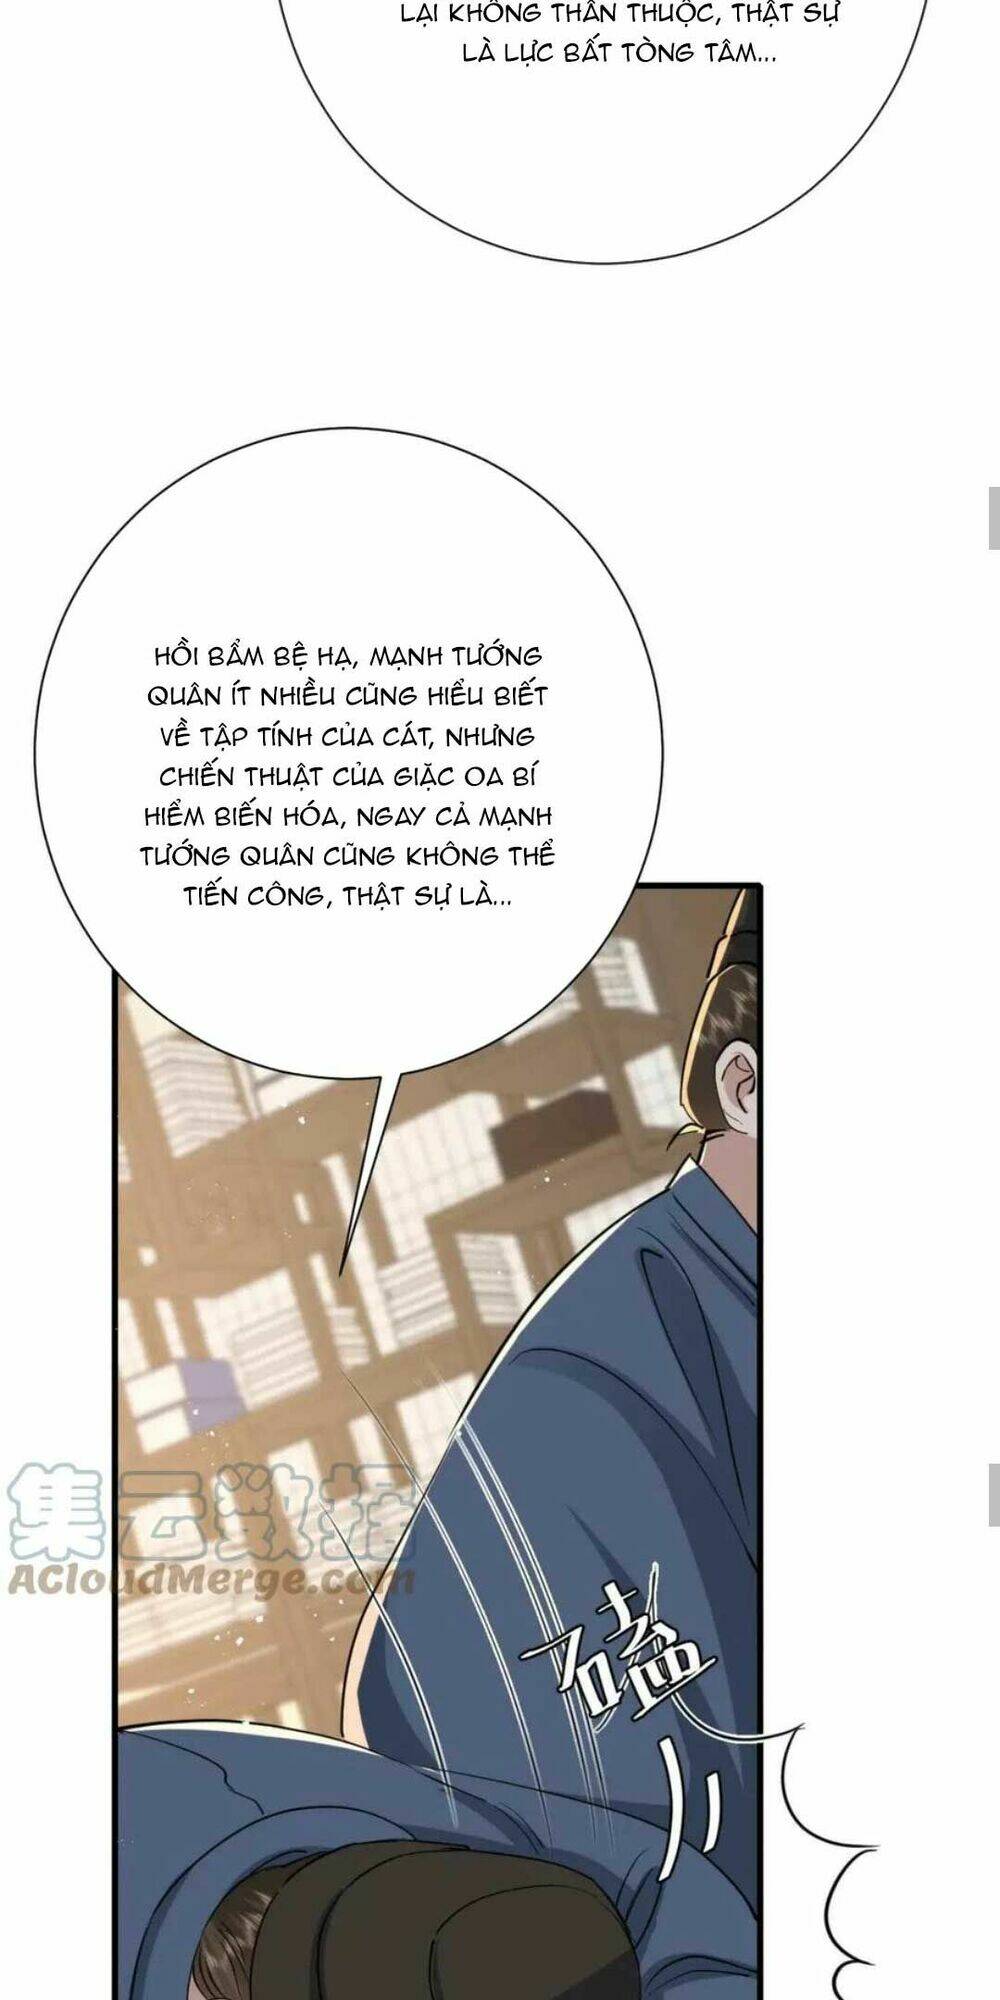 LẠI KHÔNG THÂN THUỘC, THẬT SỰ
LÀ LỰC BẤT TÒNG TÂM...
HỒI BẨM BỆ HẠ, MẠNH TƯỚNG
QUÂN ÍT NHIỀU CŨNG HIỂU BIẾT
VỀ TẬP TÍNH CỦA CÁT, NHƯNG
CHIẾN THUẬT CỦA GIẶC OA BÍ
HIỂM BIẾN HÓA, NGAY CẢ MẠNH
TƯỚNG QUÂN CŨNG KHÔNG THỂ
TIẾN CÔNG, THẬT SỰ LÀ...
集云数据
ACloudMerge.com
磕